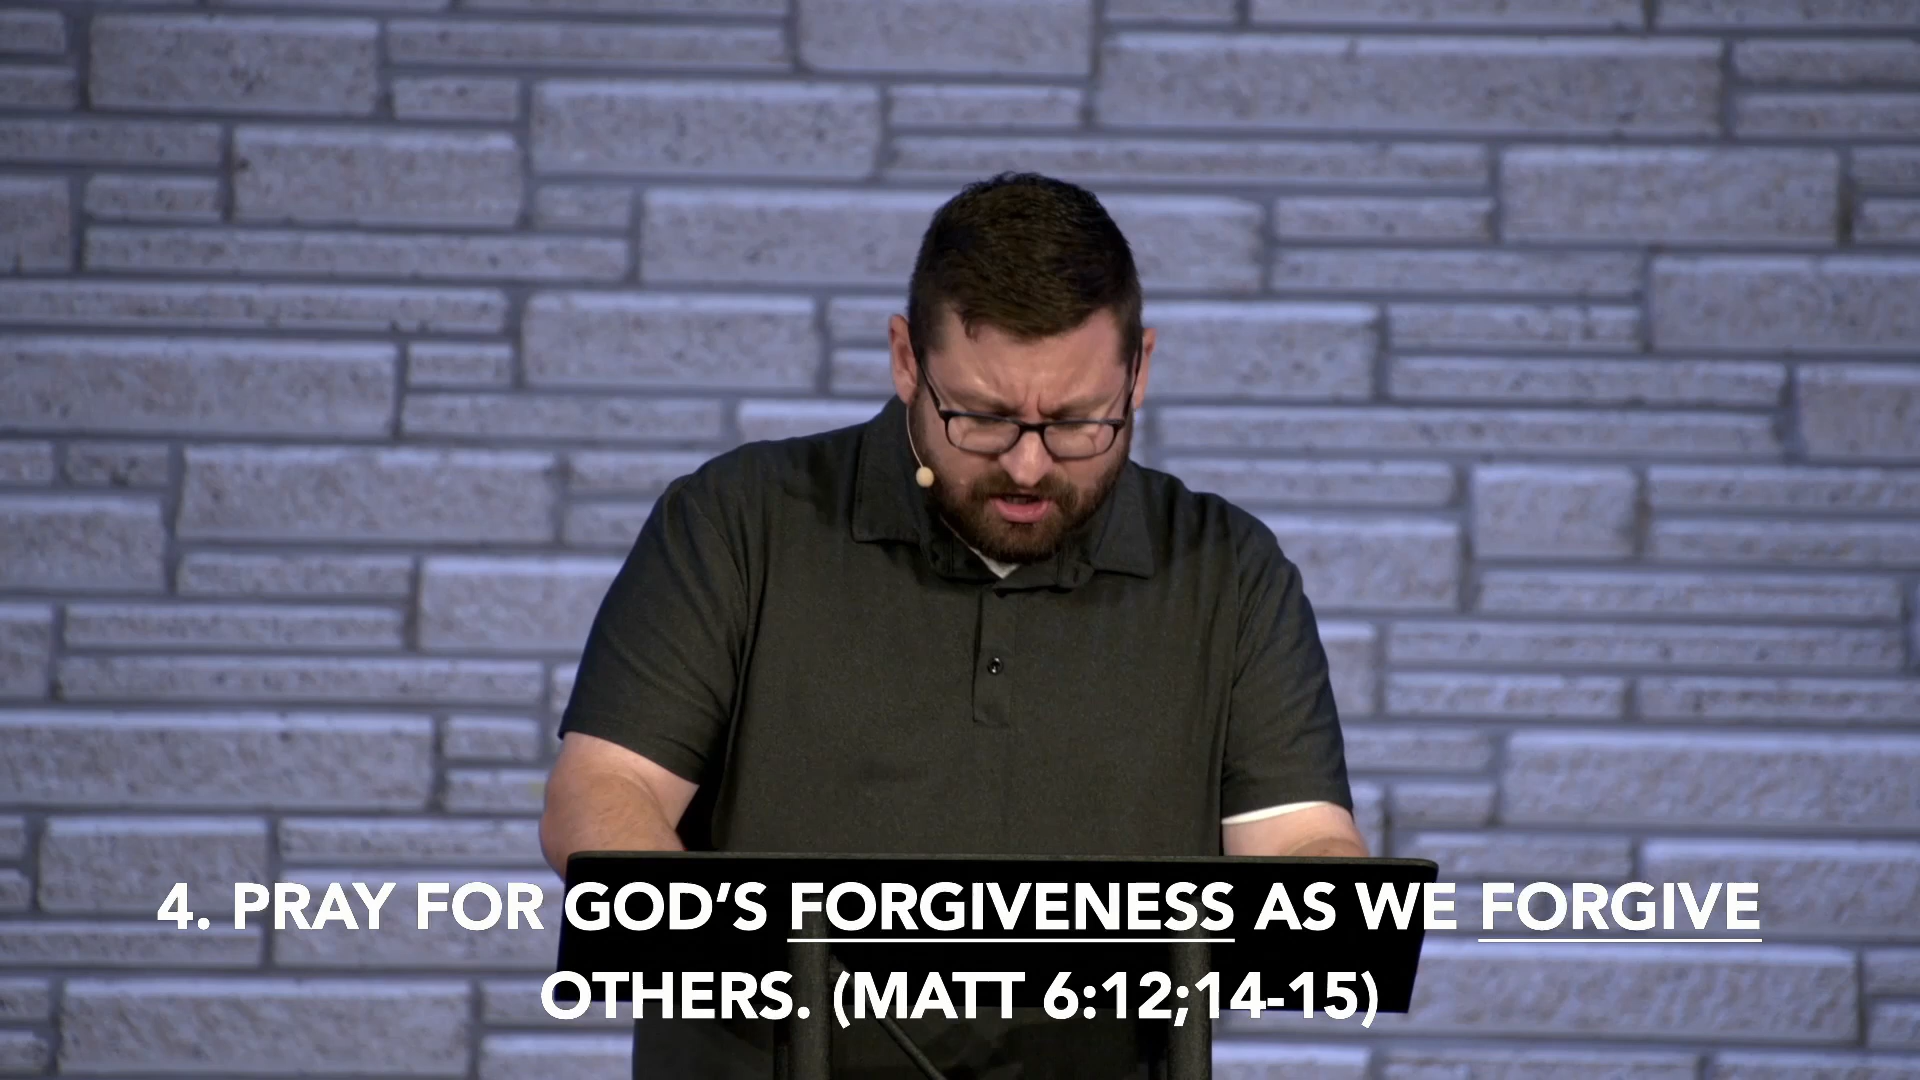 4. PRAY FOR GOD’S FORGIVENESS AS WE FORGIVE
OTHERS. (MATT 6:12;14-15)